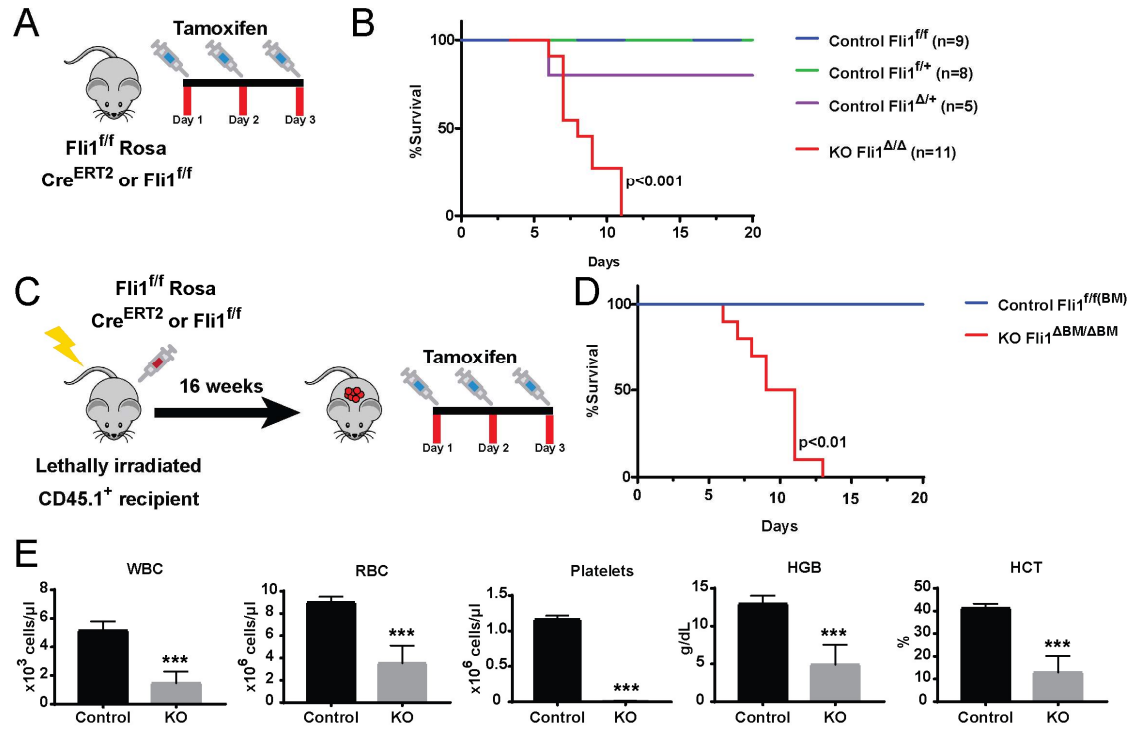 A
Tamoxifen
Day 1 Day 2 Day 3
Fli1f/f Rosa
CreERT2 or Fli1f/f
B
%Survival
100
50
0
0 5 10 15 20
Days
p<0.001
Control Fli1f/f (n=9)
Control Fli1f/+ (n=8)
Control Fli1Δ/+ (n=5)
KO Fli1Δ/Δ (n=11)
C
Fli1f/f Rosa
CreERT2 or Fli1f/f
16 weeks
Lethally irradiated
CD45.1+ recipient
Tamoxifen
Day 1 Day 2 Day 3
D
%Survival
100
50
0
0 5 10 15 20
Days
p<0.01
Control Fli1f/f(BM)
KO Fli1ΔBM/ΔBM
E
WBC
x103 cells/µl
8
6
4
2
0
***
Control KO
RBC
x106 cells/µl
10
8
6
4
2
0
***
Control KO
Platelets
x106 cells/µl
1.5
1.0
0.5
0
***
Control KO
HGB
g/dL
15
10
5
0
***
Control KO
HCT
%
50
40
30
20
10
0
***
Control KO